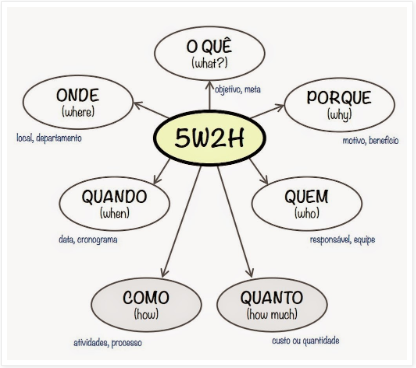 O QUÊ
(what?)
objetivo, meta
ONDE
(where)
local, departamento
PORQUE
(why)
motivo, benefício
5W2H
QUANDO
(when)
data, cronograma
QUEM
(who)
responsável, equipe
COMO
(how)
atividades, processo
QUANTO
(how much)
custo ou quantidade